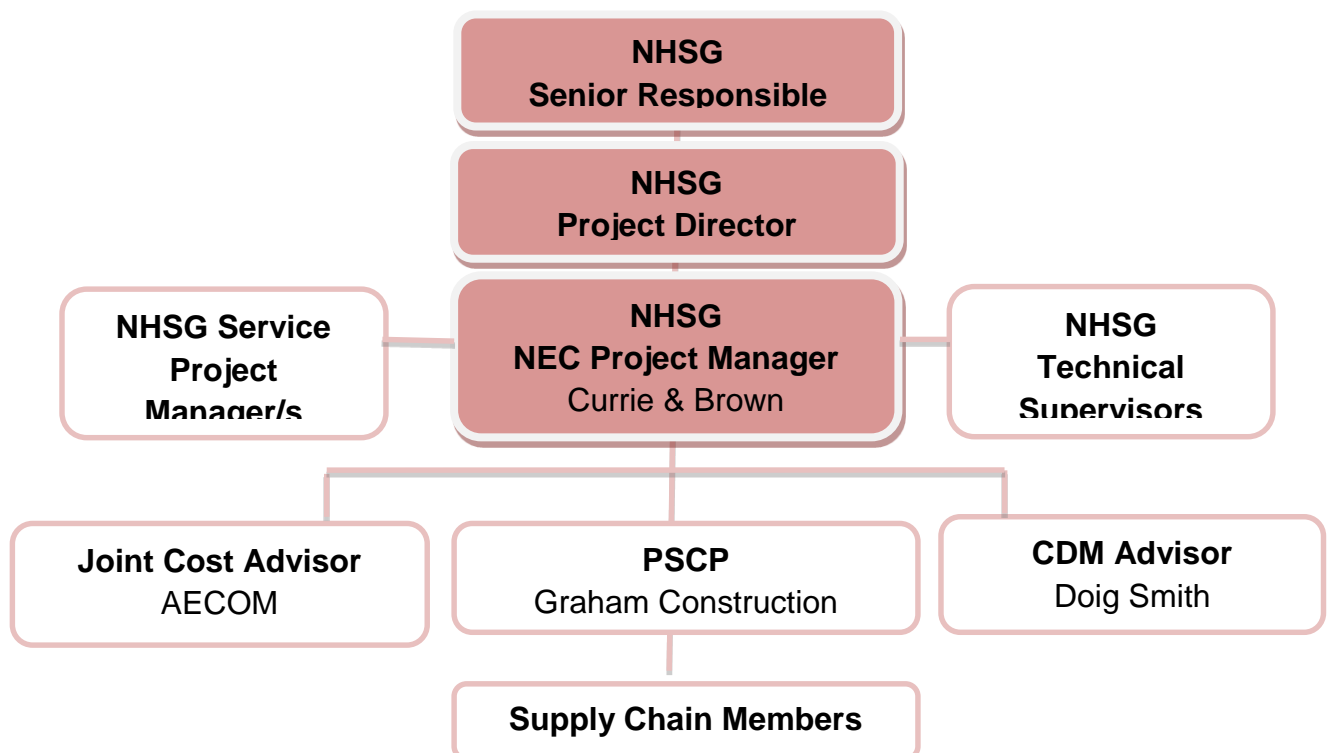 NHSG
Senior Responsible
NHSG
Project Director
NHSG Service
Project
Manager/s
NHSG
NEC Project Manager
Currie & Brown
NHSG
Technical
Supervisors
Joint Cost Advisor
AECOM
PSCP
Graham Construction
CDM Advisor
Doig Smith
Supply Chain Members